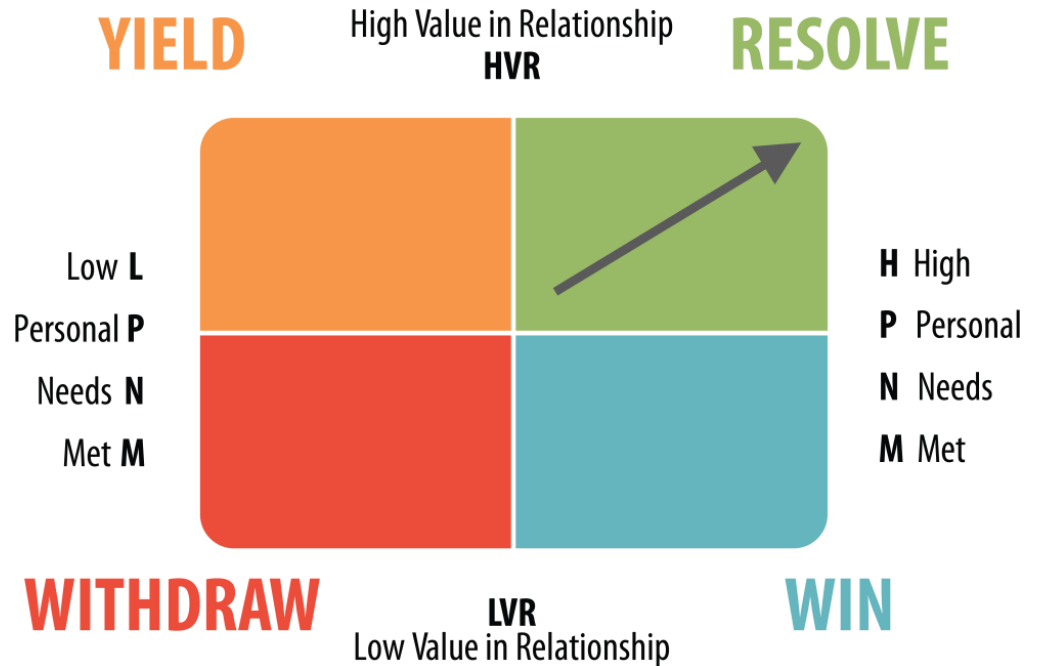 YIELD
High Value in Relationship
HVR
RESOLVE
Low L
Personal P
Needs N
Met M
H High
P Personal
N Needs
M Met
WITHDRAW
LVR
Low Value in Relationship
WIN